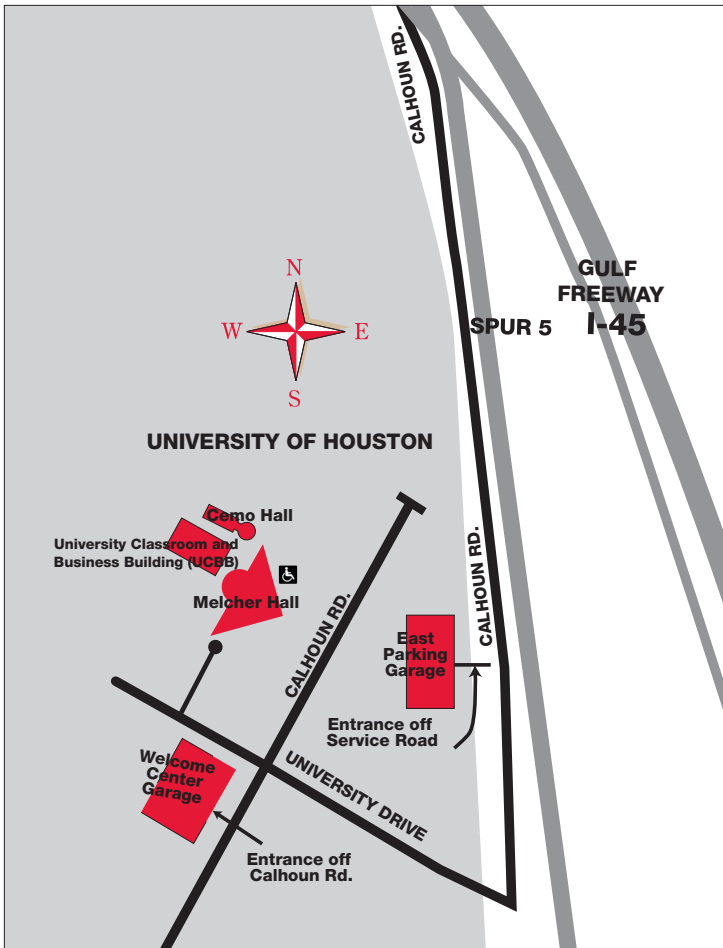 CALHOUN RD.
GULF
FREEWAY
I-45
SPUR 5
N
W
E
S
UNIVERSITY OF HOUSTON
Cemo Hall
University Classroom and
Business Building (UCBB)
Melcher Hall
CALHOUN RD.
CALHOUN RD.
East
Parking
Garage
Entrance off
Service Road
Welcome
Center
Garage
UNIVERSITY DRIVE
Entrance off
Calhoun Rd.